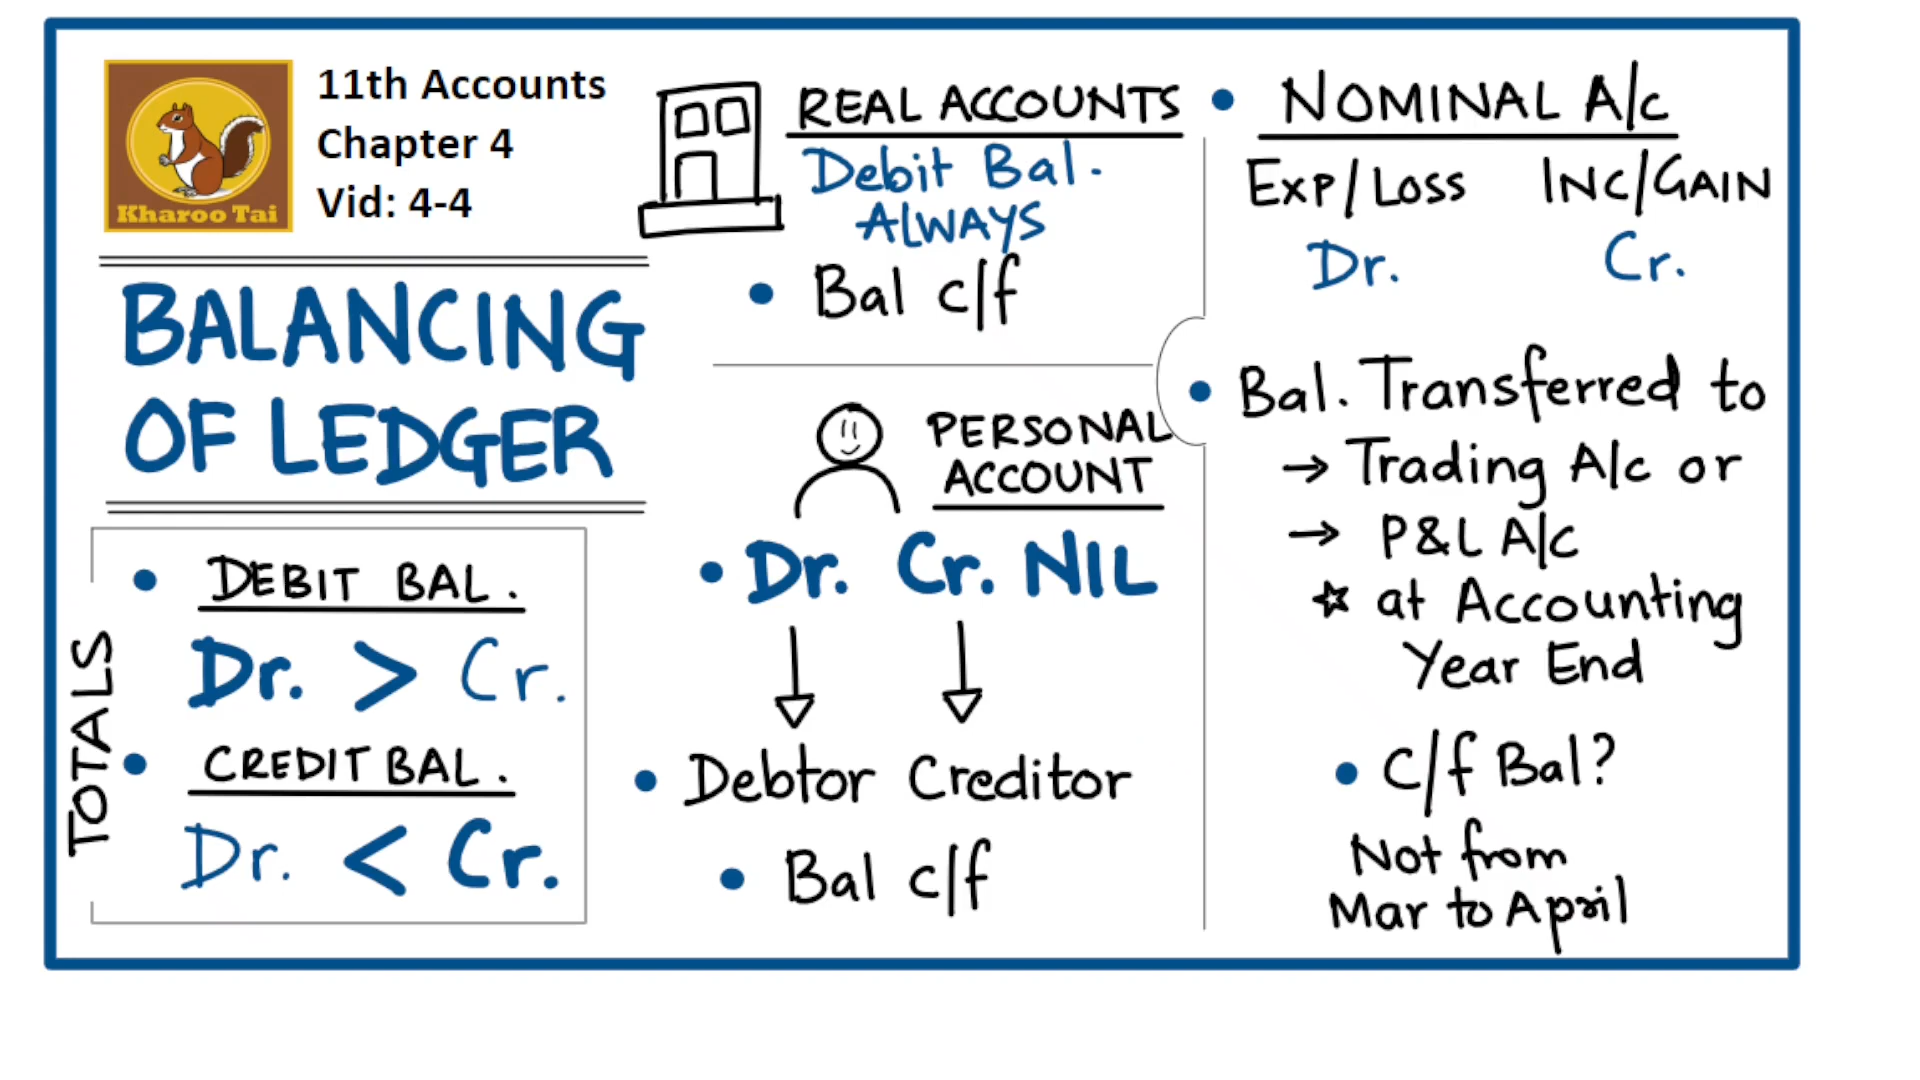 Kharoo Tai
11th Accounts
Chapter 4
Vid: 4-4
BALANCING
OF LEDGER
TOTALS
• DEBIT BAL.
Dr. > Cr.
• CREDIT BAL.
Dr. < Cr.
REAL ACCOUNTS
Debit Bal.
ALWAYS
• Bal c/f
PERSONAL
ACCOUNT
• Dr. Cr. NIL
• Debtor Creditor
• Bal c/f
• NOMINAL A/c
EXP/LOSS INC/GAIN
Dr. Cr.
• Bal. Transferred to
→ Trading A/c or
→ P&L A/c
☆ at Accounting
Year End
• C/f Bal?
Not from
Mar to April